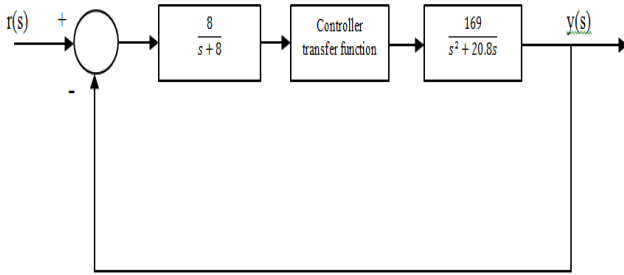 r(s)
+
-
8
s + 8
Controller
transfer function
169
s² + 20.8s
y(s)